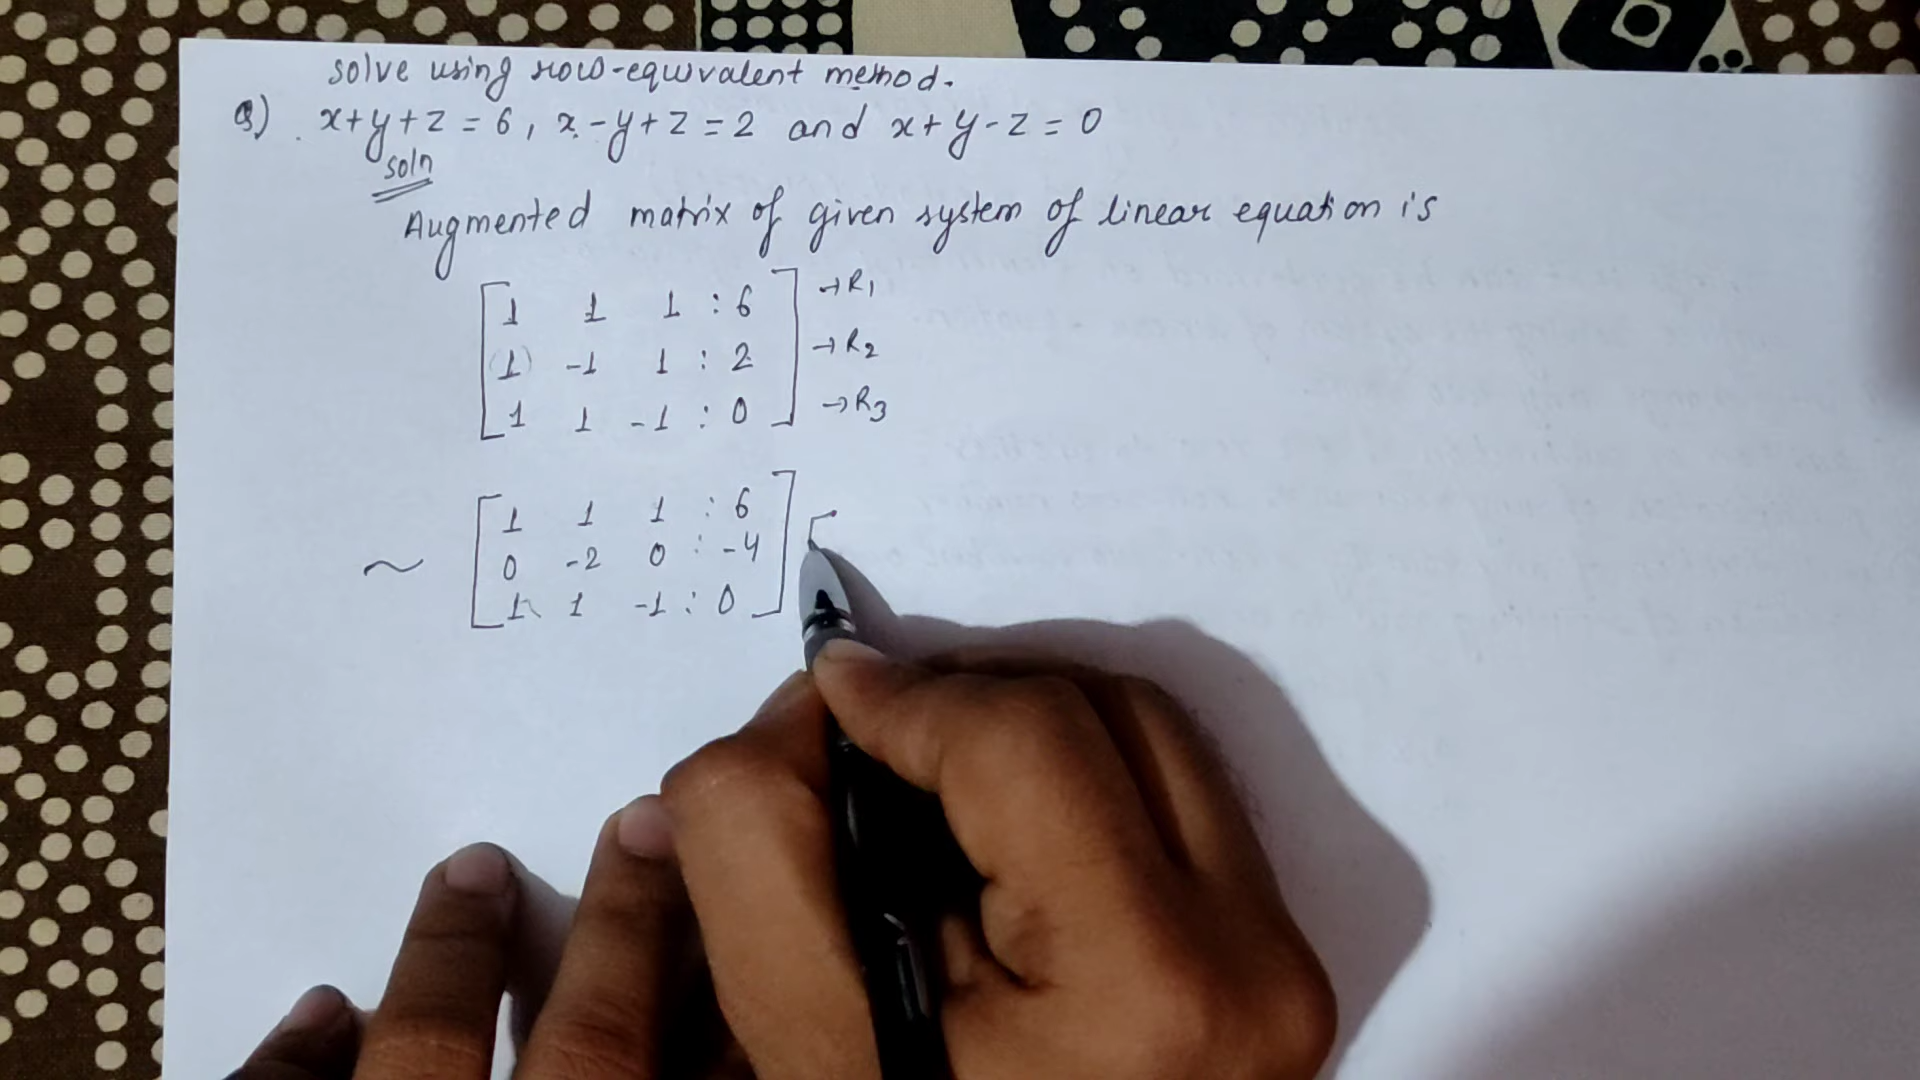 solve using row-equivalent method.
Q) x+y+z = 6, x-y+z = 2 and x+y-z = 0
soln
Augmented matrix of given system of linear equation is
1 1 1 : 6 →R1
1 -1 1 : 2 →R2
1 1 -1 : 0 →R3
~ 1 1 1 : 6
0 -2 0 : -4
1 1 -1 : 0